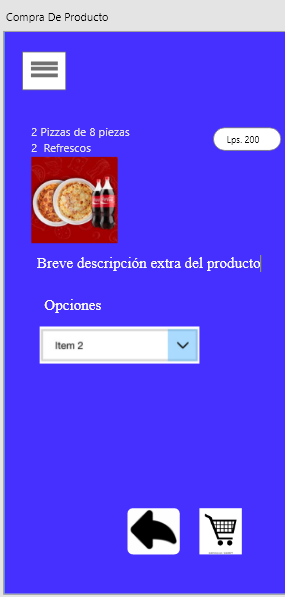 Compra De Producto
2 Pizzas de 8 piezas
Lps. 200
2 Refrescos
Breve descripción extra del producto
Opciones
Item 2